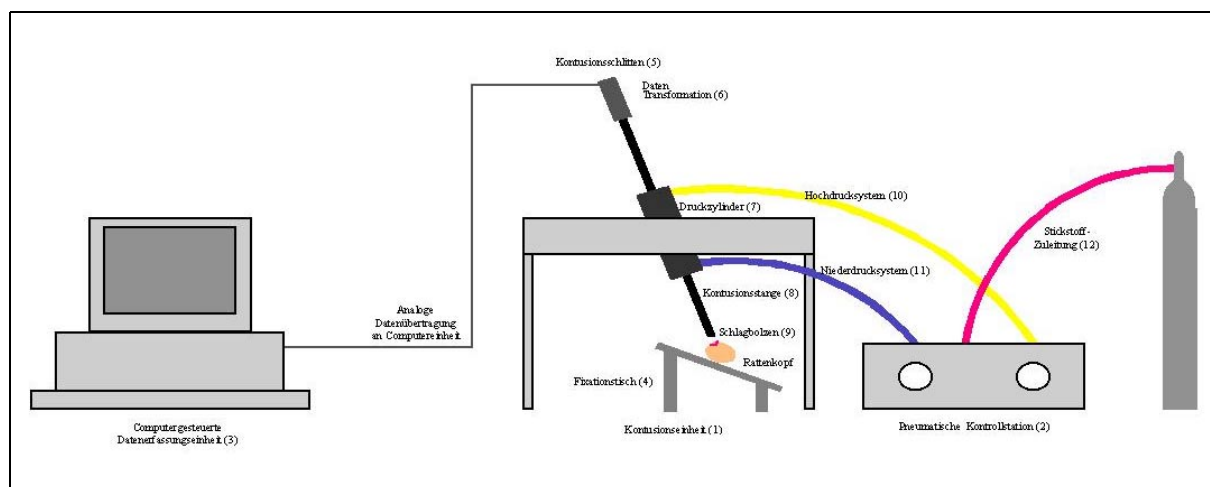 Kontusionsschlitten (5)
Daten
Transformation (6)
Druckzylinder (7)
Hochdrucksystem (10)
Stickstoff-
Zuleitung (12)
Niederdrucksystem (11)
Kontusionsstange (8)
Analoge
Datenübertragung
an Computereinheit
Schlagbolzen (9)
Rattenkopf
Fixationstisch (4)
Computergesteuerte
Datenerfassungseinheit (3)
Kontusionseinheit (1)
Pneumatische Kontrollstation (2)